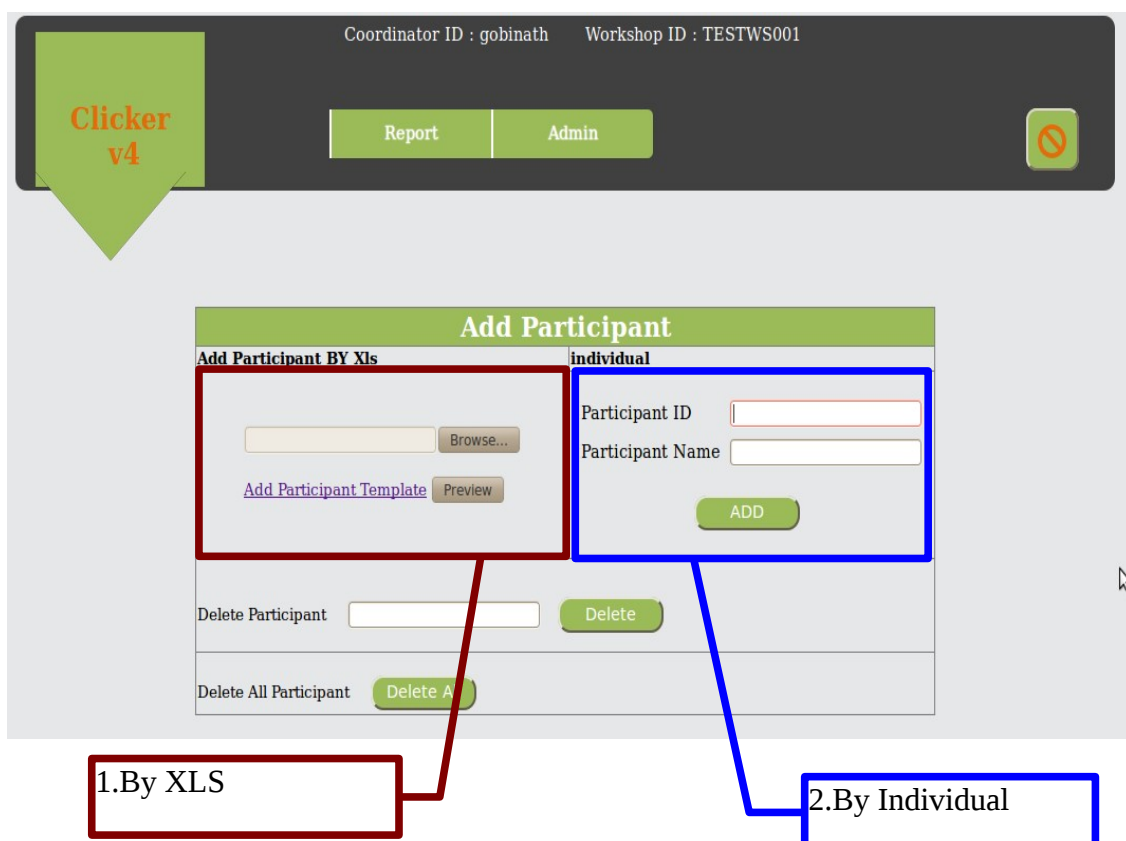 Coordinator ID : gobinath Workshop ID : TESTWS001
Clicker
v4
Report Admin
Add Participant
Add Participant BY Xls individual
Participant ID
Browse...
Participant Name
Add Participant Template Preview
ADD
Delete Participant Delete
Delete All Participant Delete A
1.By XLS
2.By Individual